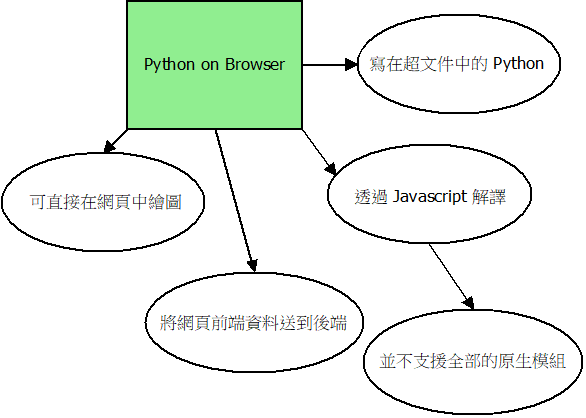 Python on Browser
寫在超文件中的 Python
可直接在網頁中繪圖
透過 Javascript 解譯
將網頁前端資料送到後端
並不支援全部的原生模組